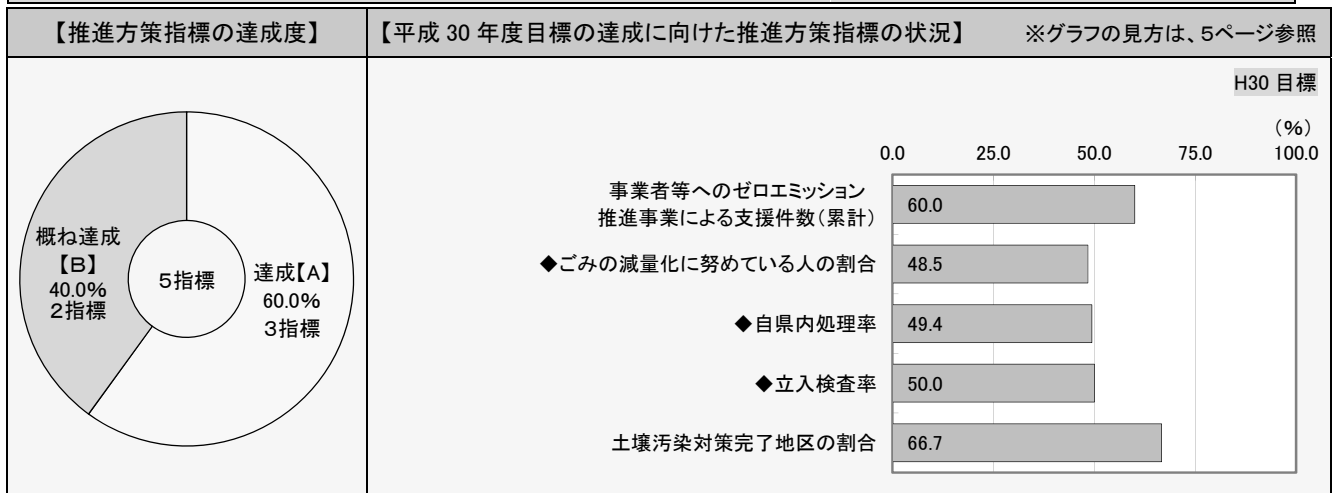 【推進方策指標の達成度】
【平成 30 年度目標の達成に向けた推進方策指標の状況】 ※グラフの見方は、5ページ参照
概ね達成
【B】
40.0%
2指標
5指標
達成【A】
60.0%
3指標
H30 目標
(%)
0.0 25.0 50.0 75.0 100.0
事業者等へのゼロエミッション
推進事業による支援件数(累計)
60.0
◆ごみの減量化に努めている人の割合
48.5
◆自県内処理率
49.4
◆立入検査率
50.0
土壌汚染対策完了地区の割合
66.7